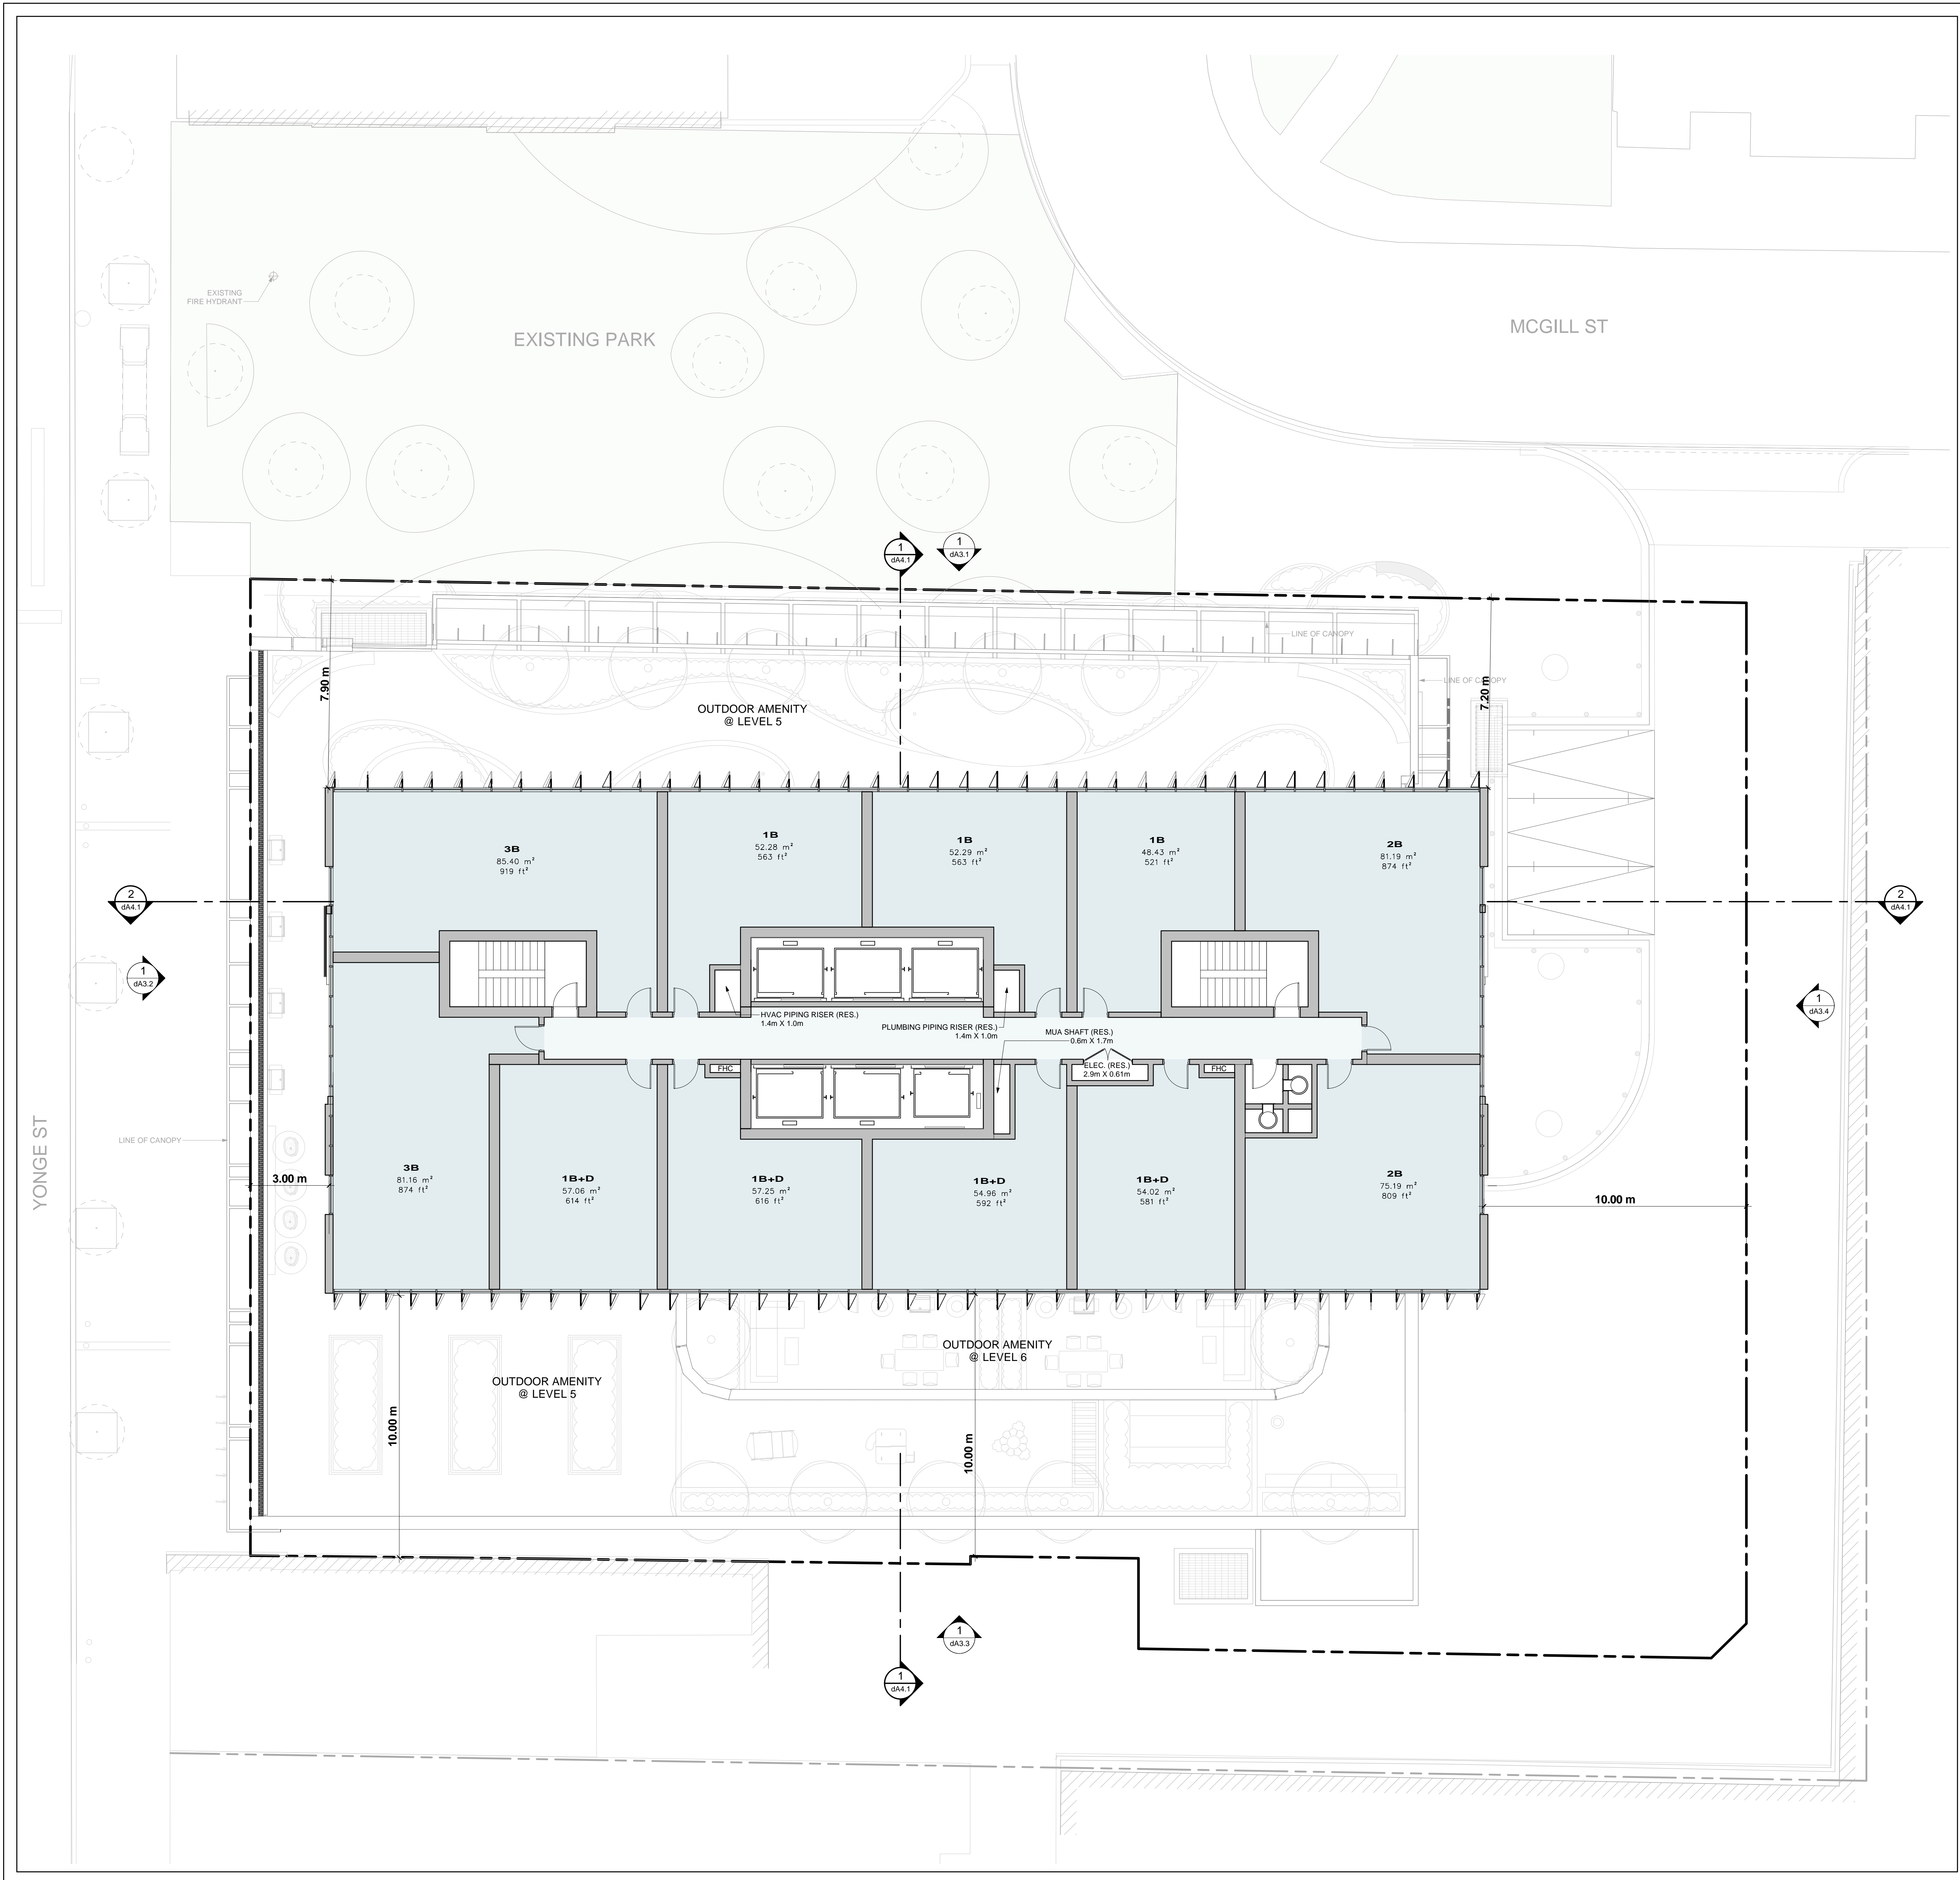 EXISTING
FIRE HYDRANT
EXISTING PARK
MCGILL ST
1
dA4.1
1
dA3.1
LINE OF CANOPY
LINE OF CANOPY
7.90 m
7.20 m
OUTDOOR AMENITY
@ LEVEL 5
3B
85.40 m²
919 ft²
1B
52.28 m²
563 ft²
1B
52.29 m²
563 ft²
1B
48.43 m²
521 ft²
2B
81.19 m²
874 ft²
2
dA4.1
2
dA4.1
1
dA3.2
1
dA3.4
HVAC PIPING RISER (RES.)
1.4m X 1.0m
PLUMBING PIPING RISER (RES.)
1.4m X 1.0m
MUA SHAFT (RES.)
0.6m X 1.7m
FHC
ELEC. (RES.)
2.9m X 0.61m
FHC
YONGE ST
LINE OF CANOPY
3.00 m
3B
81.16 m²
874 ft²
1B+D
57.06 m²
614 ft²
1B+D
57.25 m²
616 ft²
1B+D
54.96 m²
592 ft²
1B+D
54.02 m²
581 ft²
2B
75.19 m²
809 ft²
10.00 m
OUTDOOR AMENITY
@ LEVEL 6
OUTDOOR AMENITY
@ LEVEL 5
10.00 m
10.00 m
1
dA3.3
1
dA4.1